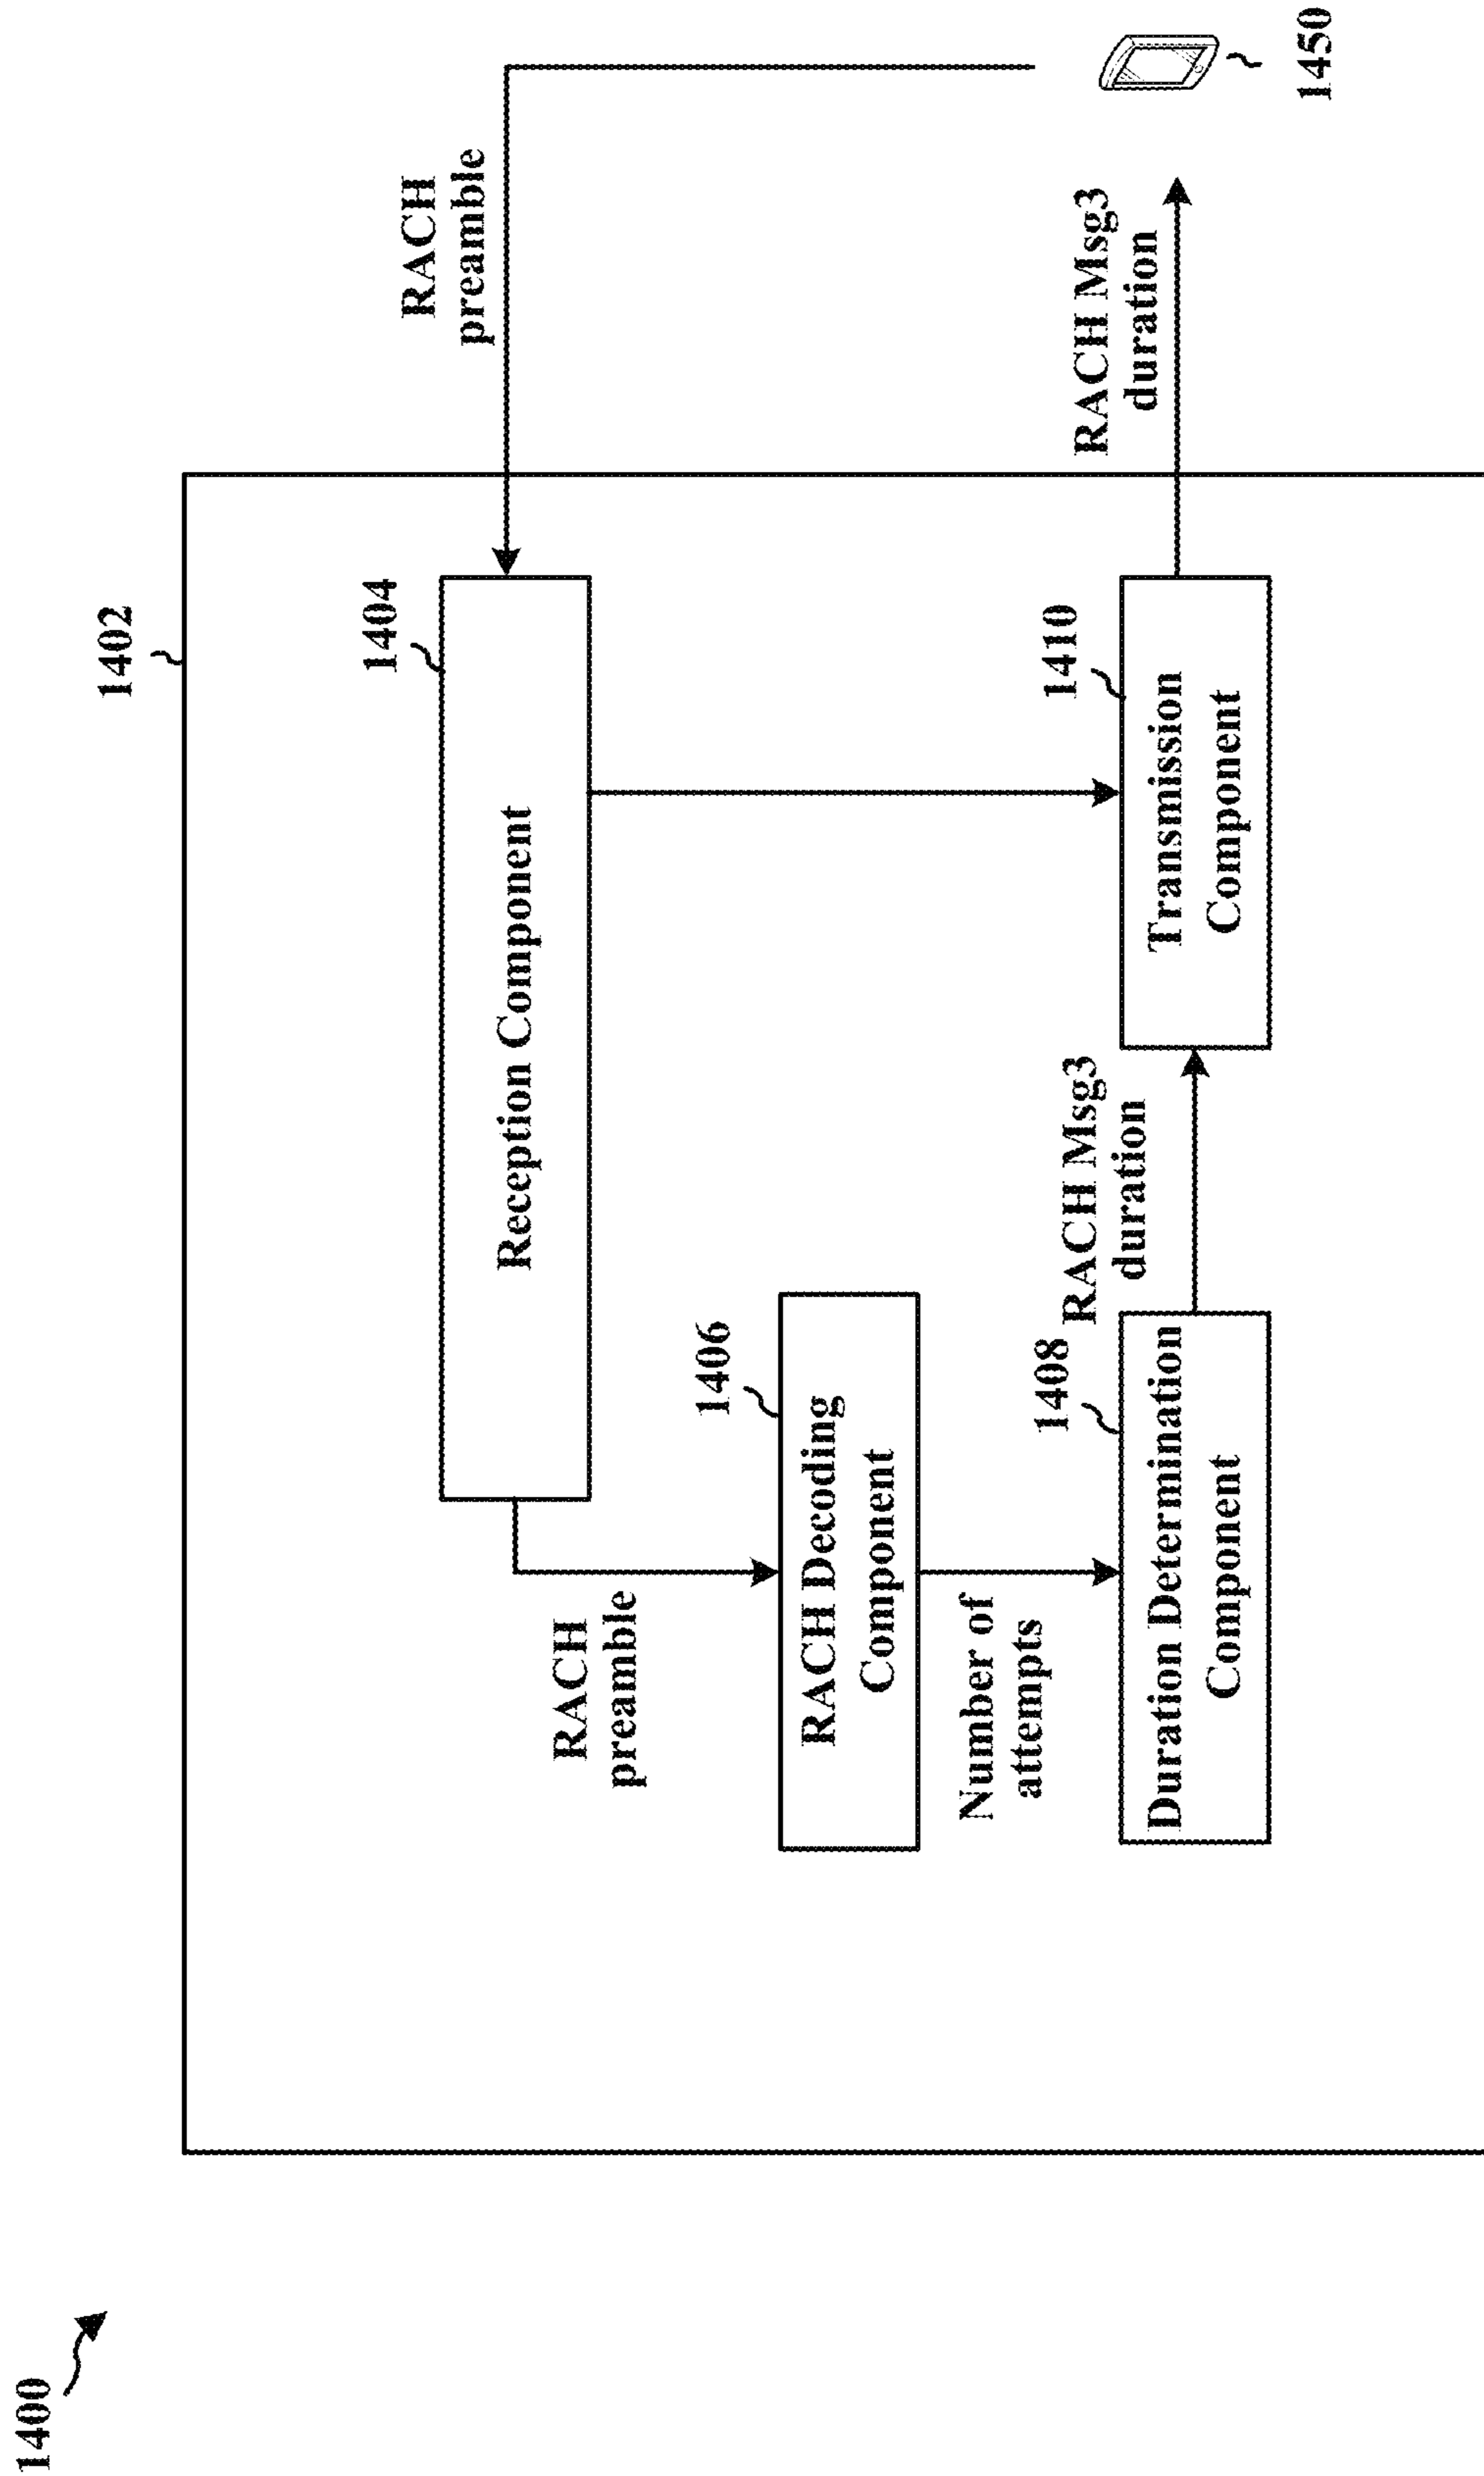 1400
1402
1404
Reception Component
RACH
preamble
RACH
preamble
1406
RACH Decoding
Component
Number of
attempts
1408
Duration Determination
Component
RACH Msg3
duration
1410
Transmission
Component
RACH Msg3
duration
1450